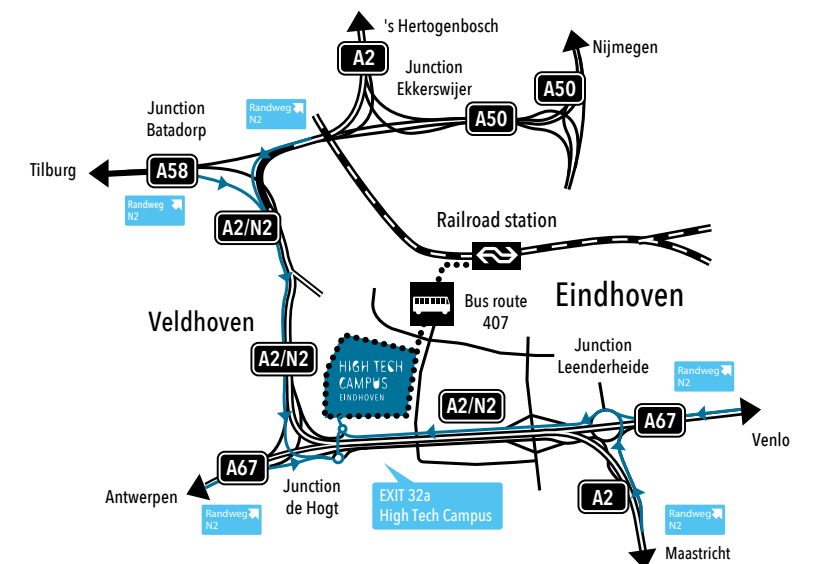 's Hertogenbosch
A2
Nijmegen
Junction
Ekkerswijer
A50
A50
Junction
Batadorp
Randweg
N2
Tilburg
A58
Randweg
N2
A2/N2
Railroad station
Bus route
407
Eindhoven
Veldhoven
HIGH TECH
CAMPUS
EINDHOVEN
A2/N2
Junction
Leenderheide
Randweg
N2
A2/N2
A67
Venlo
A67
Antwerpen
Junction
de Hogt
EXIT 32a
High Tech Campus
A2
Randweg
N2
Randweg
N2
Maastricht